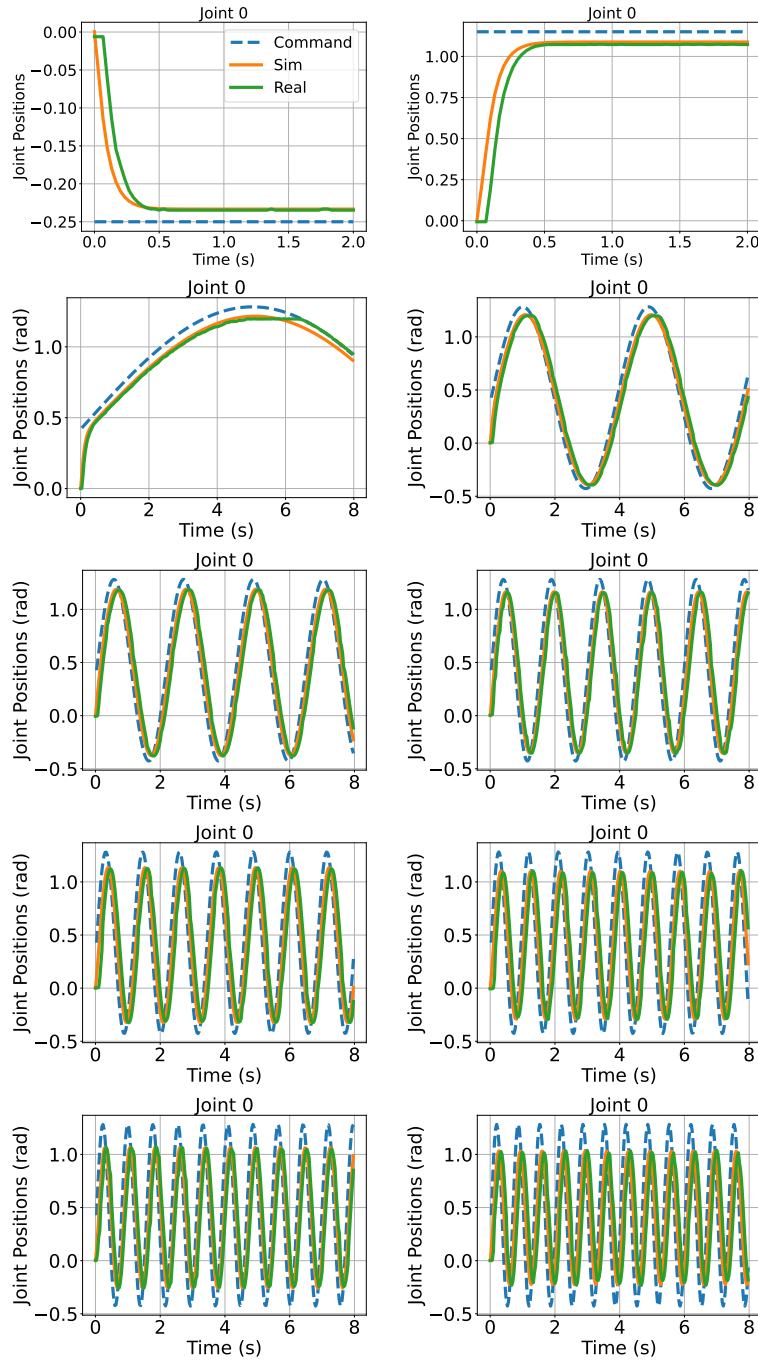 Joint 0
Joint Positions
0.00
−0.05
−0.10
−0.15
−0.20
−0.25
Command
Sim
Real
0.0
0.5
1.0
1.5
2.0
Time (s)
Joint 0
Joint Positions
1.00
0.75
0.50
0.25
0.00
0.0
0.5
1.0
1.5
2.0
Time (s)
Joint 0
Joint Positions (rad)
1.0
0.5
0.0
0
2
4
6
8
Time (s)
Joint 0
Joint Positions (rad)
1.0
0.5
0.0
−0.5
0
2
4
6
8
Time (s)
Joint 0
Joint Positions (rad)
1.0
0.5
0.0
−0.5
0
2
4
6
8
Time (s)
Joint 0
Joint Positions (rad)
1.0
0.5
0.0
−0.5
0
2
4
6
8
Time (s)
Joint 0
Joint Positions (rad)
1.0
0.5
0.0
−0.5
0
2
4
6
8
Time (s)
Joint 0
Joint Positions (rad)
1.0
0.5
0.0
−0.5
0
2
4
6
8
Time (s)
Joint 0
Joint Positions (rad)
1.0
0.5
0.0
−0.5
0
2
4
6
8
Time (s)
Joint 0
Joint Positions (rad)
1.0
0.5
0.0
−0.5
0
2
4
6
8
Time (s)